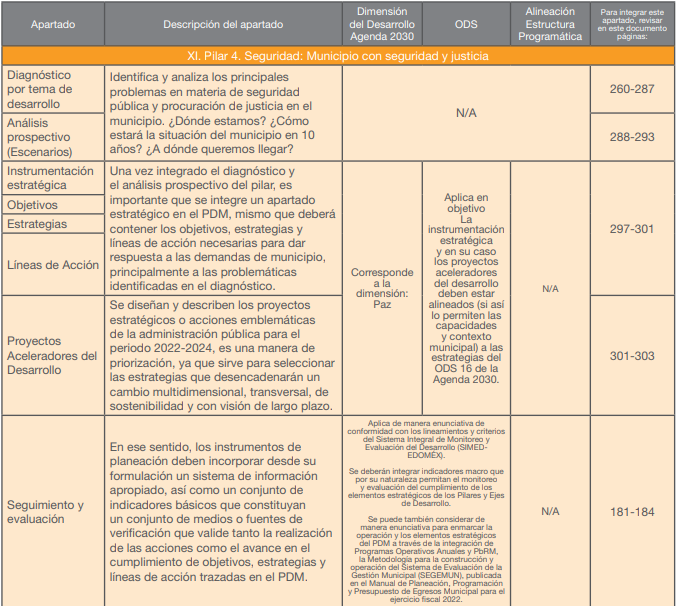 Apartado
Descripción del apartado
Dimensión
del Desarrollo
Agenda 2030
ODS
Alineación
Estructura
Programática
Para integrar este
apartado, revisar
en este documento
páginas:
XI. Pilar 4. Seguridad: Municipio con seguridad y justicia
Diagnóstico
por tema de
desarrollo
Análisis
prospectivo
(Escenarios)
Identifica y analiza los principales
problemas en materia de seguridad
pública y procuración de justicia en el
municipio. ¿Dónde estamos? ¿Cómo
estará la situación del municipio en 10
años? ¿A dónde queremos llegar?
N/A
260-287
288-293
Instrumentación
estratégica
Objetivos
Estrategias
Líneas de Acción
Una vez integrado el diagnóstico y
el análisis prospectivo del pilar, es
importante que se integre un apartado
estratégico en el PDM, mismo que deberá
contener los objetivos, estrategias y
líneas de acción necesarias para dar
respuesta a las demandas de municipio,
principalmente a las problemáticas
identificadas en el diagnóstico.
Corresponde
a la
dimensión:
Paz
Aplica en
objetivo
La
instrumentación
estratégica
y en su caso
los proyectos
aceleradores
del desarrollo
deben estar
alineados (si así
lo permiten las
capacidades
y contexto
municipal) a las
estrategias del
ODS 16 de la
Agenda 2030.
N/A
297-301
Proyectos
Aceleradores del
Desarrollo
Se diseñan y describen los proyectos
estratégicos o acciones emblemáticas
de la administración pública para el
periodo 2022-2024, es una manera de
priorización, ya que sirve para seleccionar
las estrategias que desencadenarán un
cambio multidimensional, transversal, de
sostenibilidad y con visión de largo plazo.
301-303
Seguimiento y
evaluación
En ese sentido, los instrumentos de
planeación deben incorporar desde su
formulación un sistema de información
apropiado, así como un conjunto de
indicadores básicos que constituyan
un conjunto de medios o fuentes de
verificación que valide tanto la realización
de las acciones como el avance en el
cumplimiento de objetivos, estrategias y
líneas de acción trazadas en el PDM.
Aplica de manera enunciativa de
conformidad con los lineamientos y criterios
del Sistema Integral de Monitoreo y
Evaluación del Desarrollo (SIMED-
EDOMÉX).
Se deberán integrar indicadores macro que
por su naturaleza permitan el monitoreo
y evaluación del cumplimiento de los
elementos estratégicos de los Pilares y Ejes
de Desarrollo.
Se puede también considerar de
manera enunciativa para enmarcar la
operación y los elementos estratégicos
del PDM a través de la integración de
Programas Operativos Anuales y PbRM,
la Metodología para la construcción y
operación del Sistema de Evaluación de la
Gestión Municipal (SEGEMUN), publicada
en el Manual de Planeación, Programación
y Presupuesto de Egresos Municipal para el
ejercicio fiscal 2022.
N/A
181-184